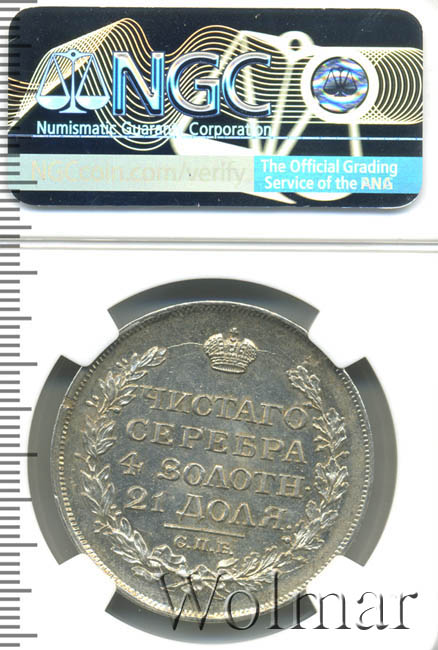 NGC
Numismatic Guaranty Corporation
NGCcoin.com/verify
The Official Grading
Service of the ANA
ЧИСТАГО
СЕРЕБРА
4 ЗОЛОТН.
21 ДОЛЯ.
С.П.Б.
Wolmar